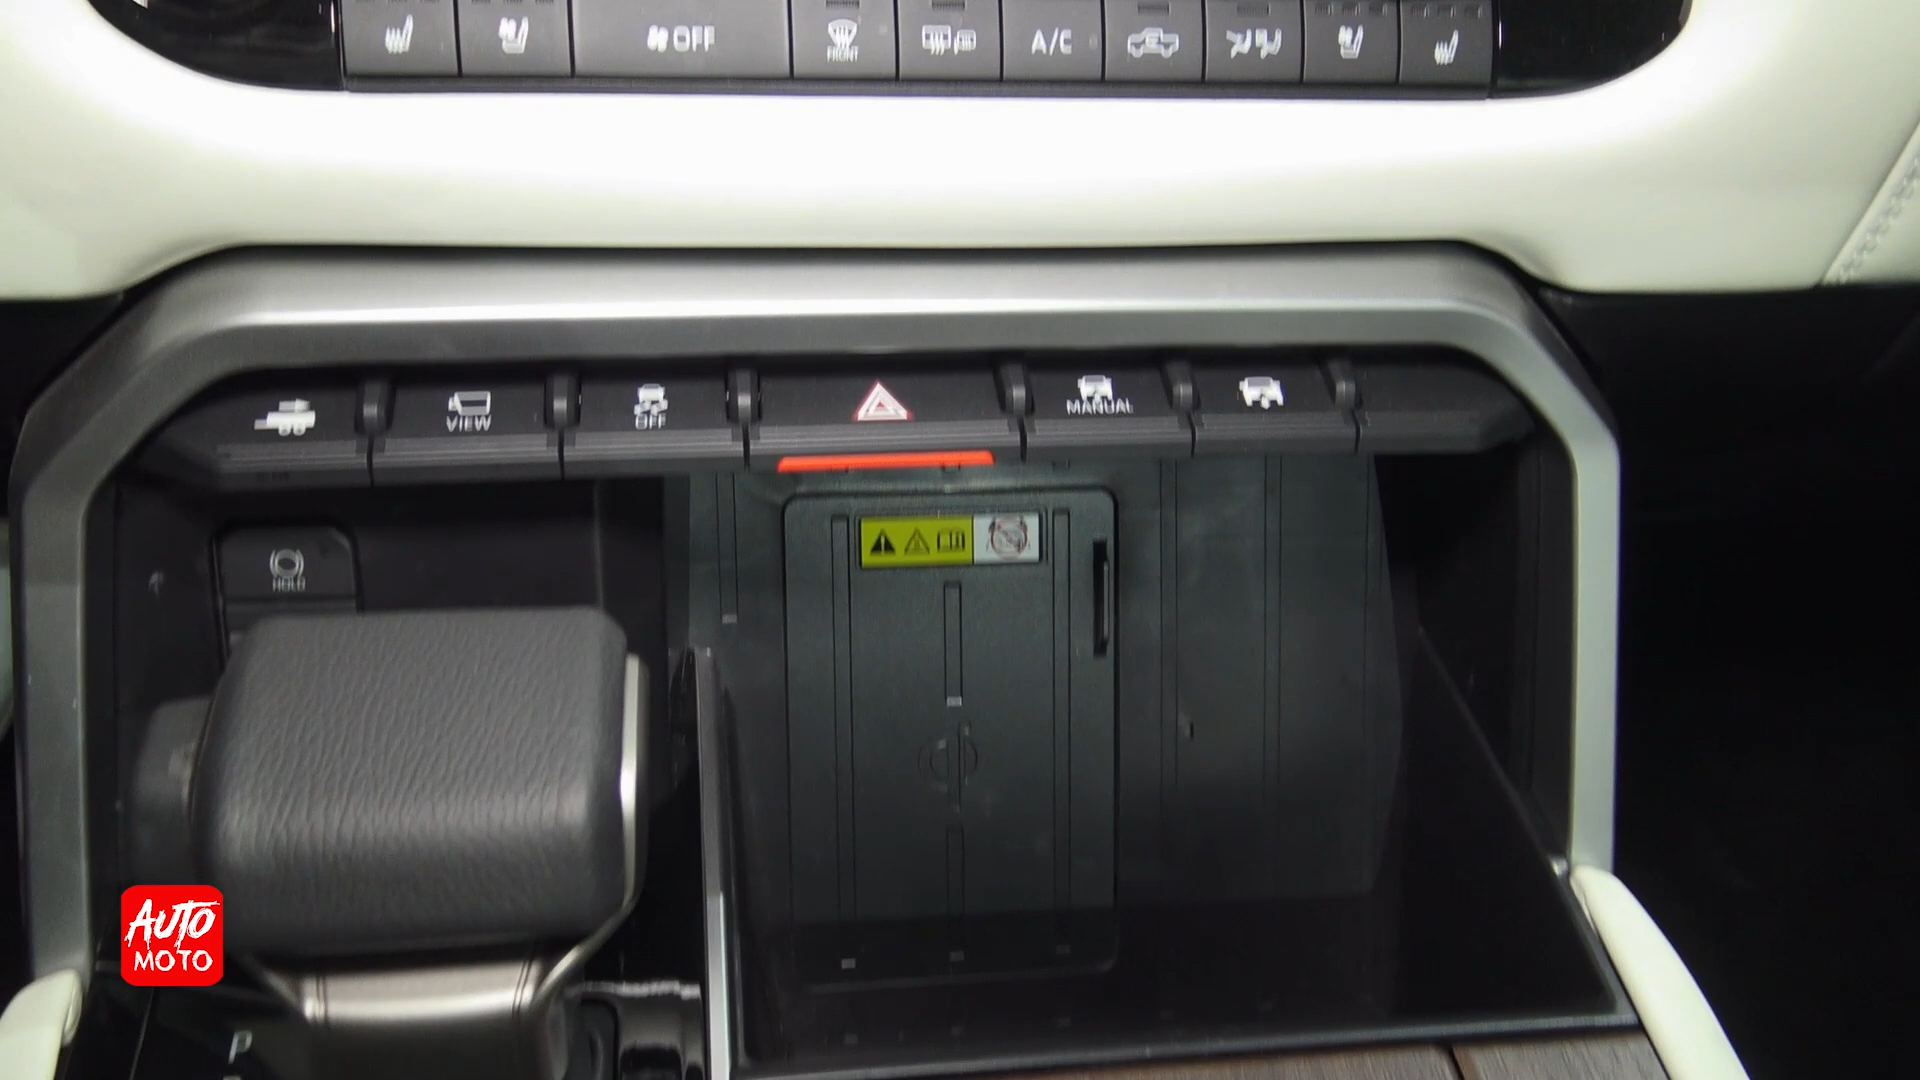 OFF
FRONT
A/C
VIEW
OFF
MANUAL
HOLD
AUTO
MOTO
P